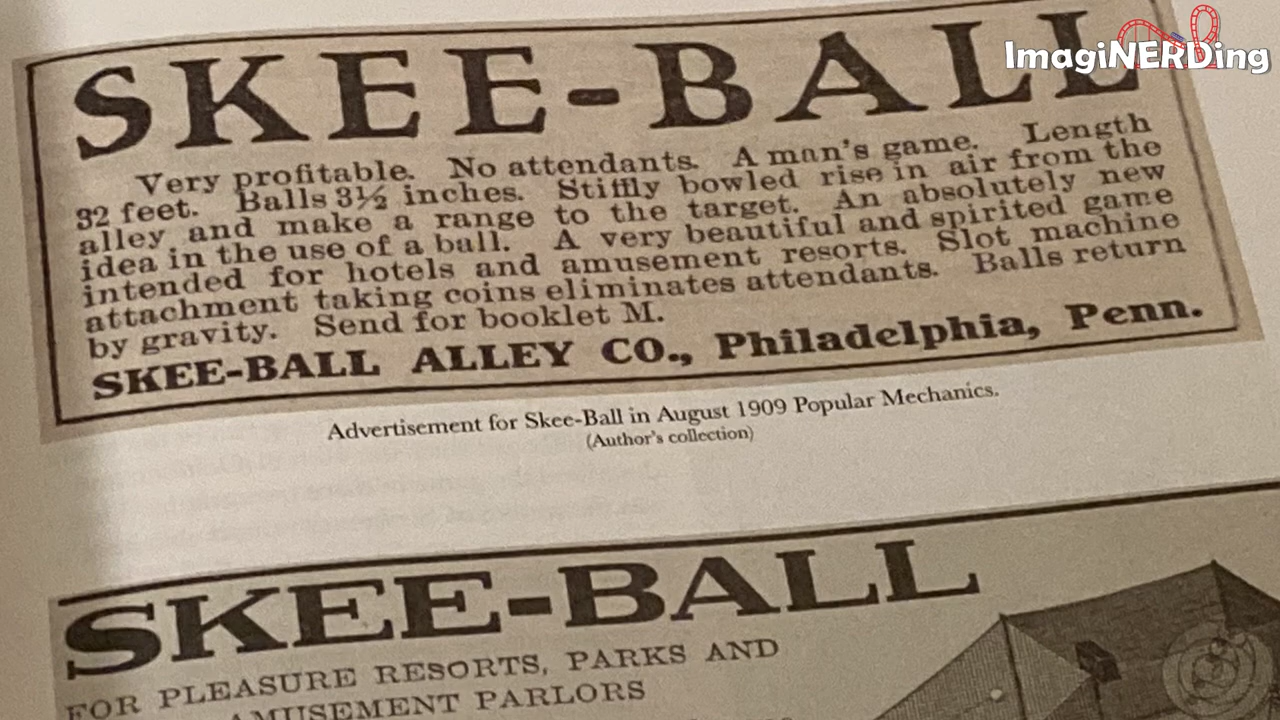 ImagiNERDing
SKEE-BALL
Very profitable. No attendants. A man's game. Length
32 feet. Balls 3½ inches. Stiffly bowled rise in air from the
alley and make a range to the target. An absolutely new
idea in the use of a ball. A very beautiful and spirited game
intended for hotels and amusement resorts. Slot machine
attachment taking coins eliminates attendants. Balls return
by gravity. Send for booklet M.
SKEE-BALL ALLEY CO., Philadelphia, Penn.
Advertisement for Skee-Ball in August 1909 Popular Mechanics.
(Author's collection)
SKEE-BALL
FOR PLEASURE RESORTS, PARKS AND
AMUSEMENT PARLORS